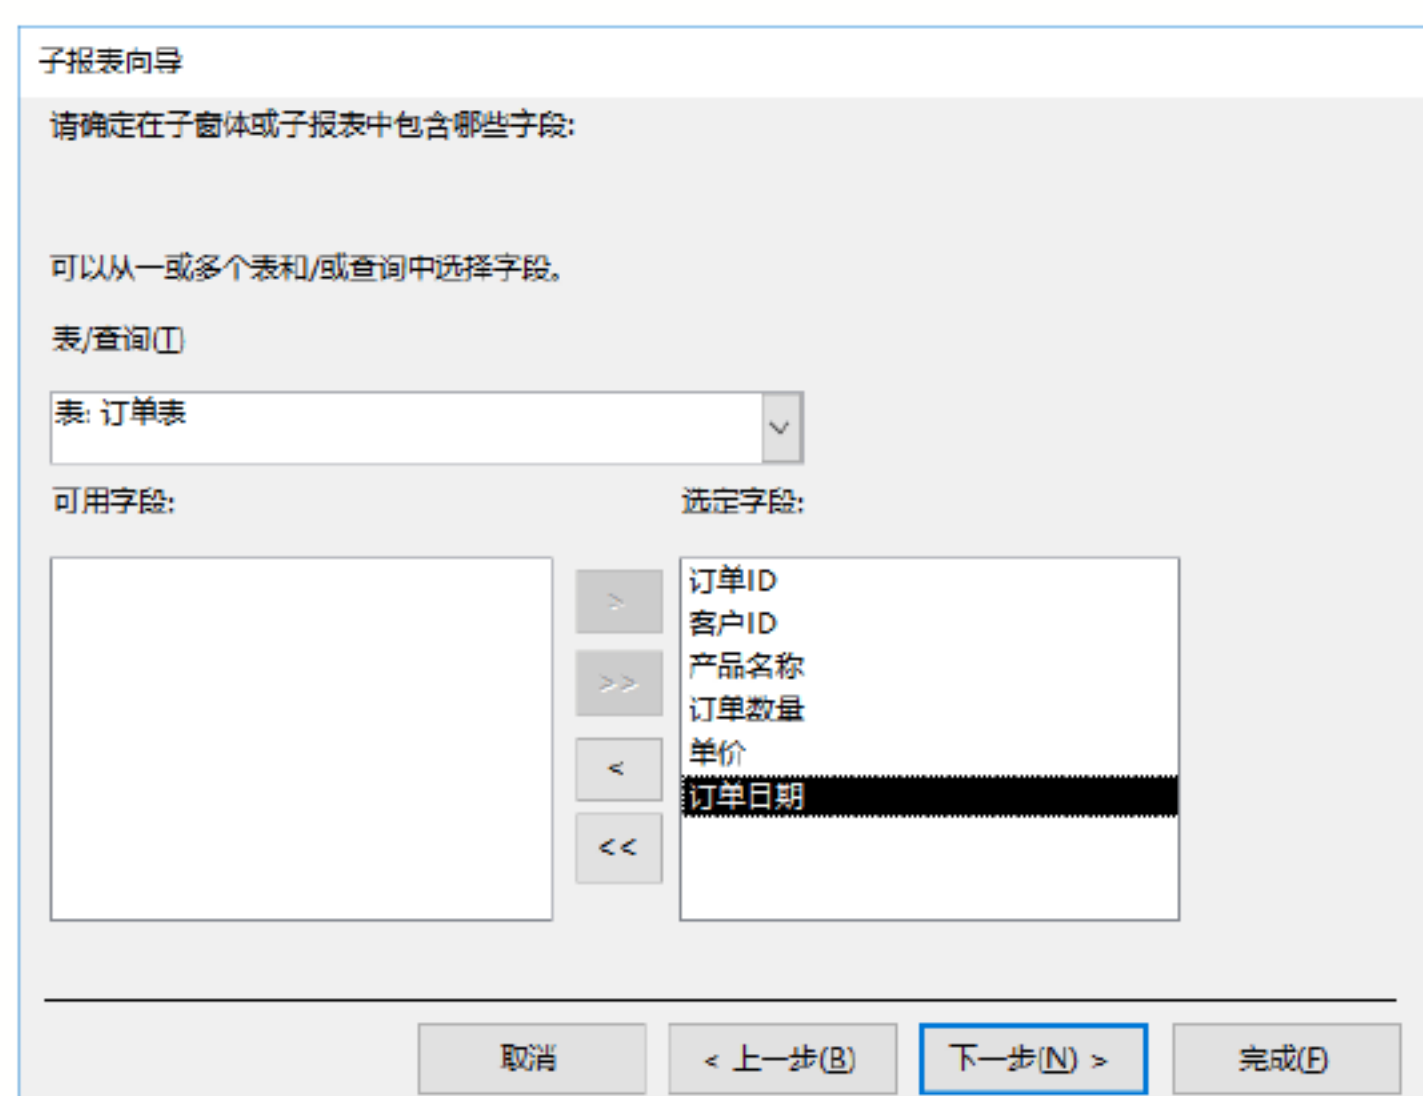 子报表向导
请确定在子窗体或子报表中包含哪些字段:
可以从一或多个表和/或查询中选择字段。
表/查询(T)
表: 订单表
可用字段:
选定字段:
>
>>
<
<<
订单ID
客户ID
产品名称
订单数量
单价
订单日期
取消
< 上一步(B)
下一步(N) >
完成(F)